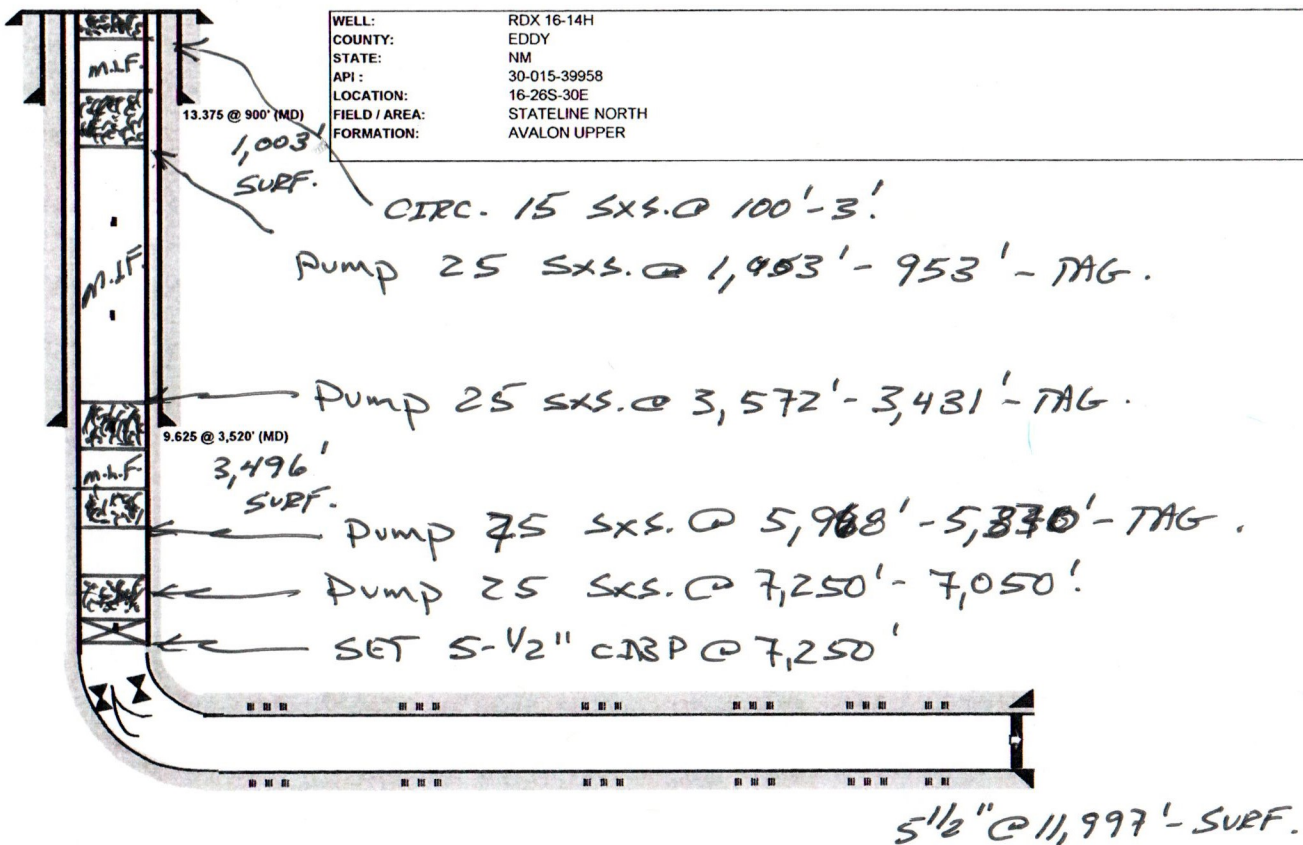 WELL: RDX 16-14H
COUNTY: EDDY
STATE: NM
API : 30-015-39958
LOCATION: 16-26S-30E
FIELD / AREA: STATELINE NORTH
FORMATION: AVALON UPPER
M.L.F.
13.375 @ 900' (MD)
1,003'
SURF.
CIRC. 15 SXS. @ 100'-3'.
Pump 25 SXS. @ - 953' - TAG.
M.L.F.
Pump 25 SXS. @ 3,572' - 3,431' - TAG.
9.625 @ 3,520' (MD)
3,496'
SURF.
M.L.F.
Pump SXS. @ - TAG.
Pump 25 SXS. @ 7,250' - 7,050'.
SET 5-1/2" CIBP @ 7,250'
5 1/2" @ 11,997' - SURF.